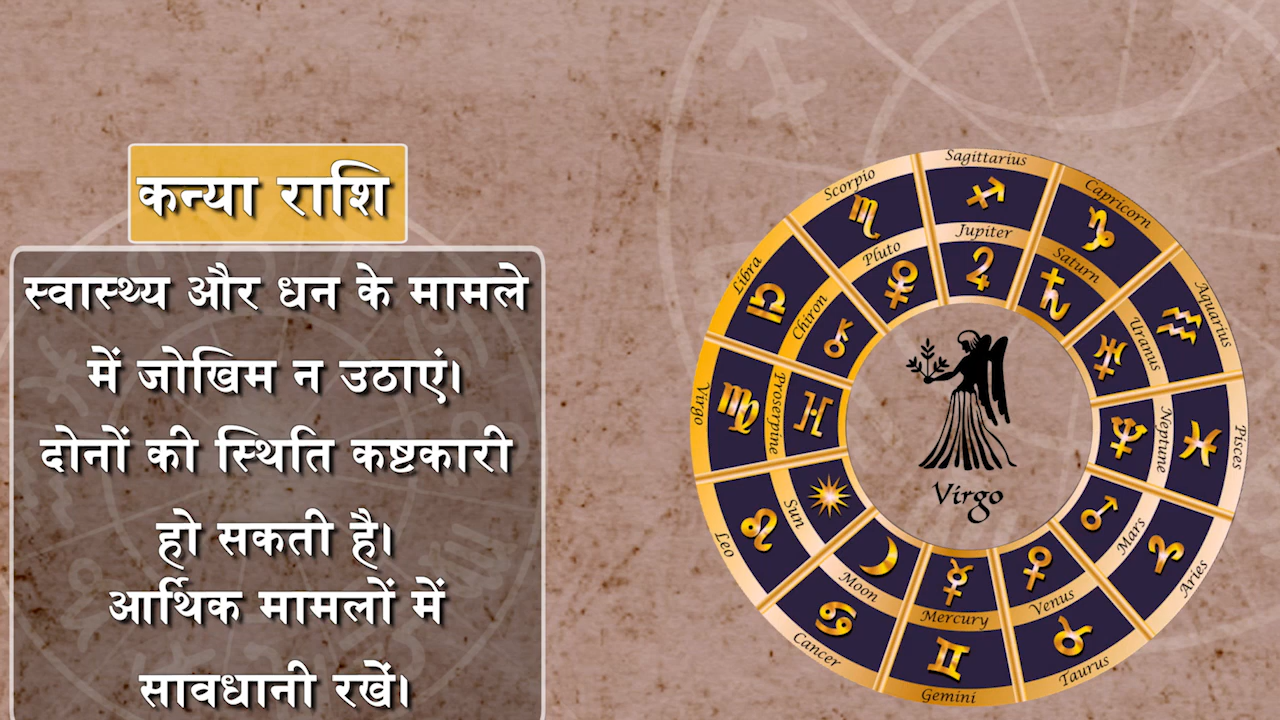 कन्या राशि
स्वास्थ्य और धन के मामले
में जोखिम न उठाएं।
दोनों की स्थिति कष्टकारी
हो सकती है।
आर्थिक मामलों में
सावधानी रखें।
Sagittarius
Capricorn
Aquarius
Pisces
Aries
Taurus
Gemini
Cancer
Leo
Virgo
Libra
Scorpio
Jupiter
Saturn
Uranus
Neptune
Mars
Venus
Mercury
Moon
Sun
Proserpine
Chiron
Pluto
Virgo